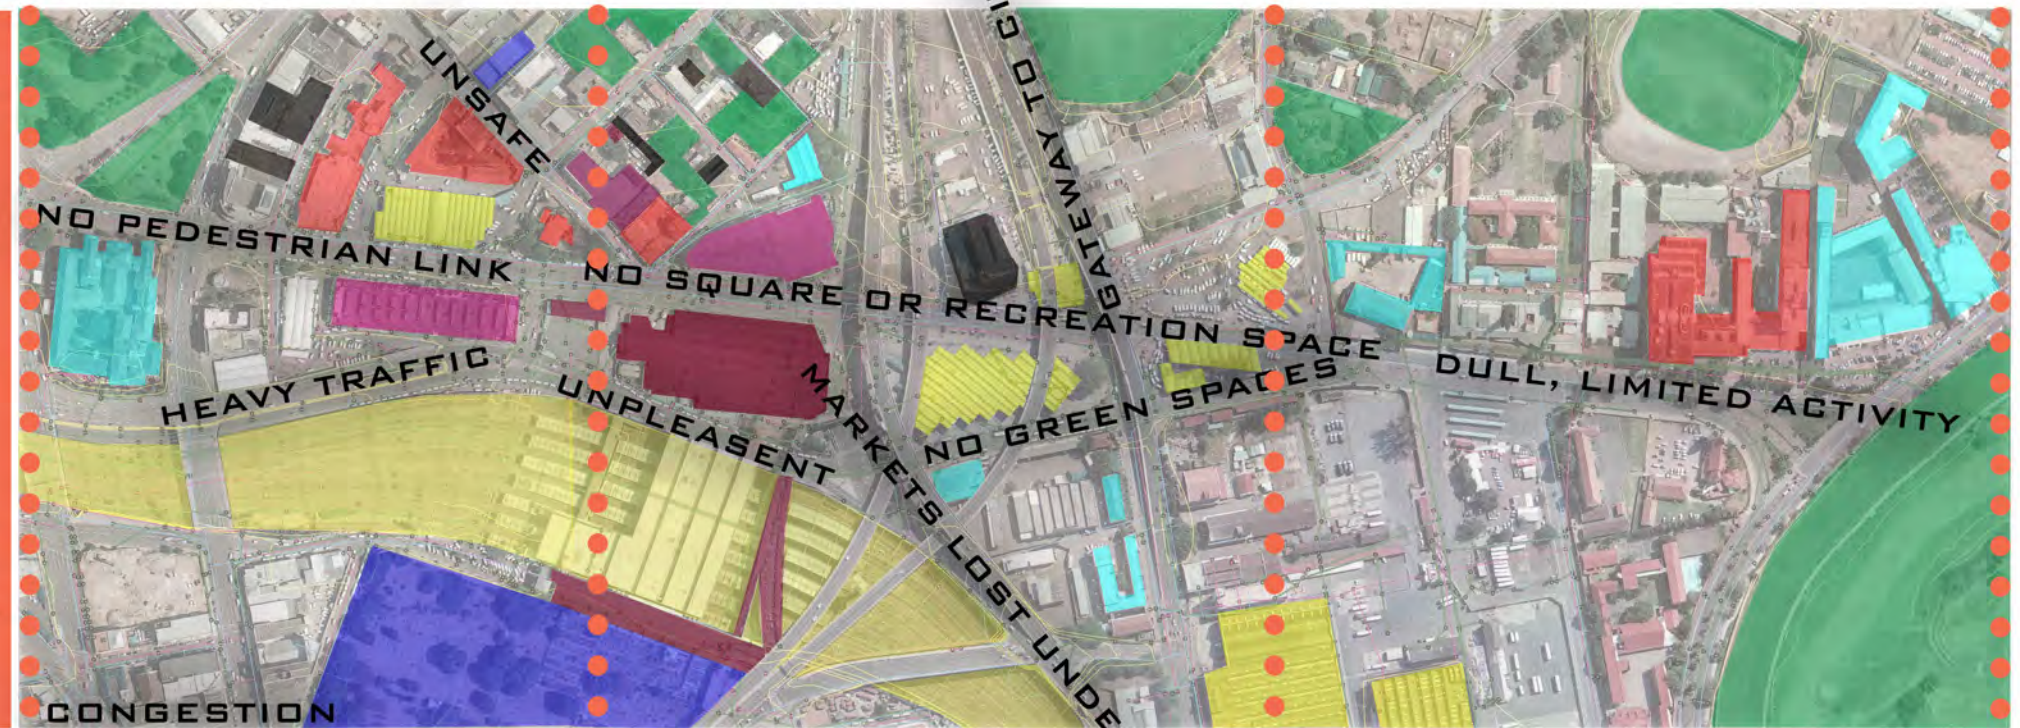 GATEWAY TO
UNSAFE
NO PEDESTRIAN LINK
NO SQUARE OR RECREATION SPACE
HEAVY TRAFFIC
UNPLEASENT
MARKETS LOST
NO GREEN SPACES
DULL, LIMITED ACTIVITY
CONGESTION